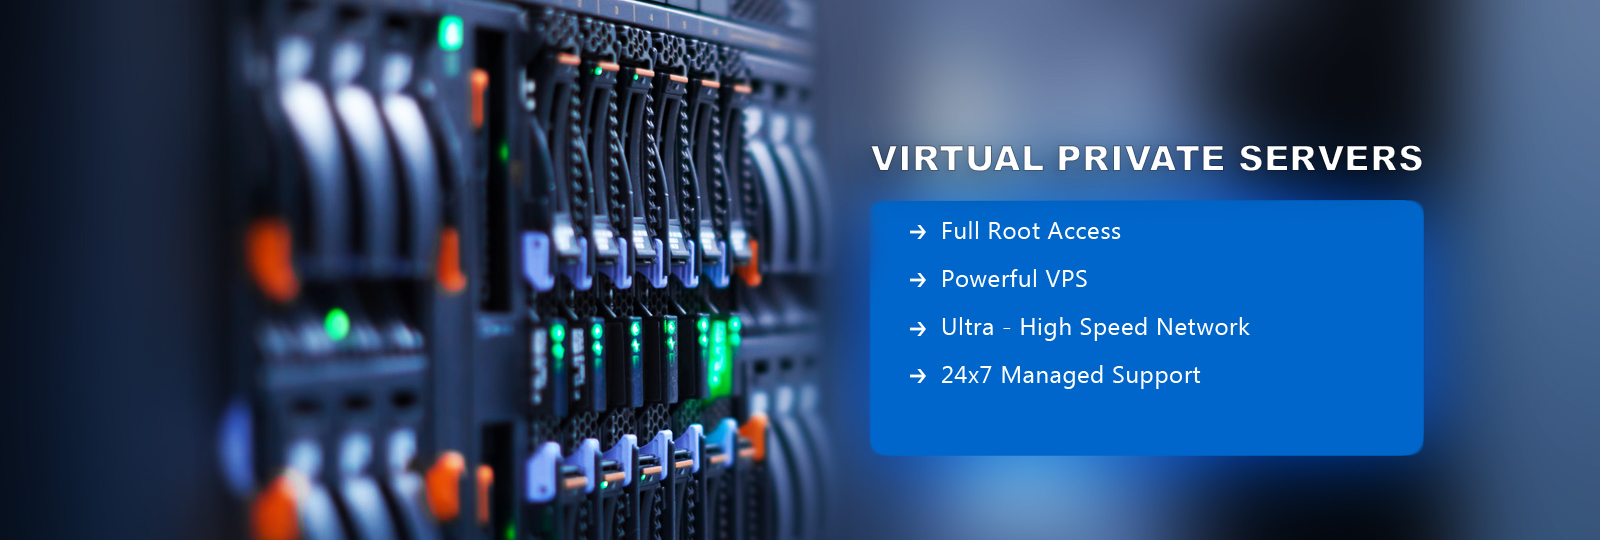 VIRTUAL PRIVATE SERVERS
→ Full Root Access
→ Powerful VPS
→ Ultra - High Speed Network
→ 24x7 Managed Support